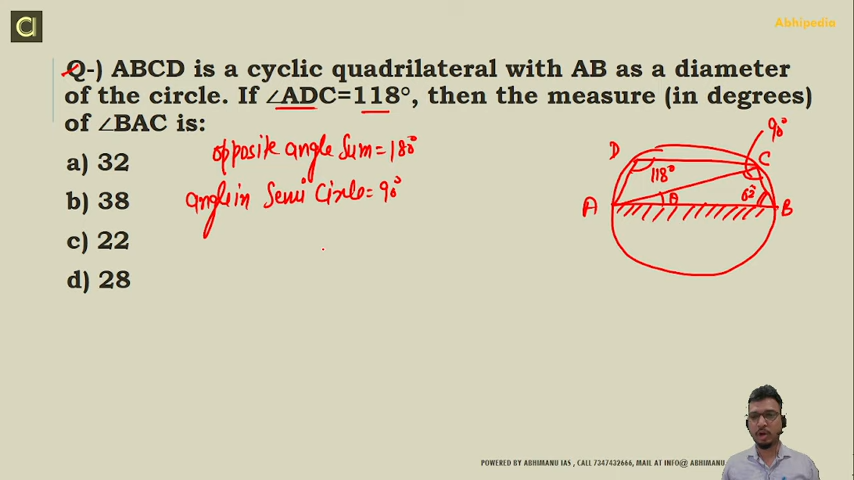 Abhipedia
Q-) ABCD is a cyclic quadrilateral with AB as a diameter
of the circle. If ∠ADC=118°, then the measure (in degrees)
of ∠BAC is:
opposite angle Sum = 180°
a) 32
angle in Semi Circle = 90°
b) 38
c) 22
d) 28
90°
D
C
118°
62°
A
θ
B
POWERED BY ABHIMANU IAS , CALL 7347432666, MAIL AT INFO@ ABHIMANU